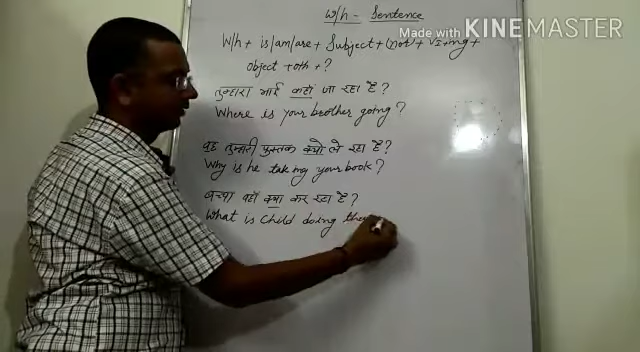 Made with KINEMASTER
W/h - Sentence
W/h + is/am/are + Subject + (not) + V1+ing +
object + oth + ?
तुम्हारा भाई कहाँ जा रहा है ?
Where is your brother going ?
वह तुम्हारी पुस्तक क्यों ले रहा है ?
Why is he taking your book ?
बच्चा वहाँ क्या कर रहा है ?
What is child doing the